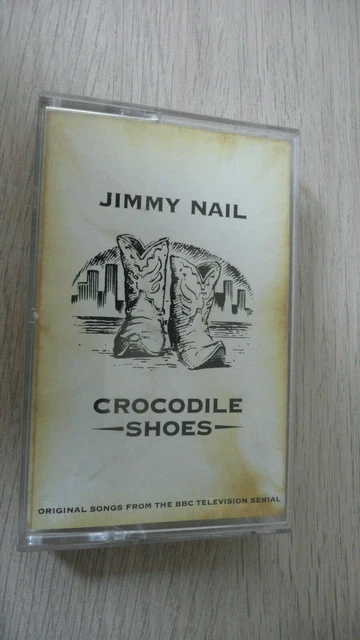 JIMMY NAIL
CROCODILE
SHOES
ORIGINAL SONGS FROM THE BBC TELEVISION SERIAL